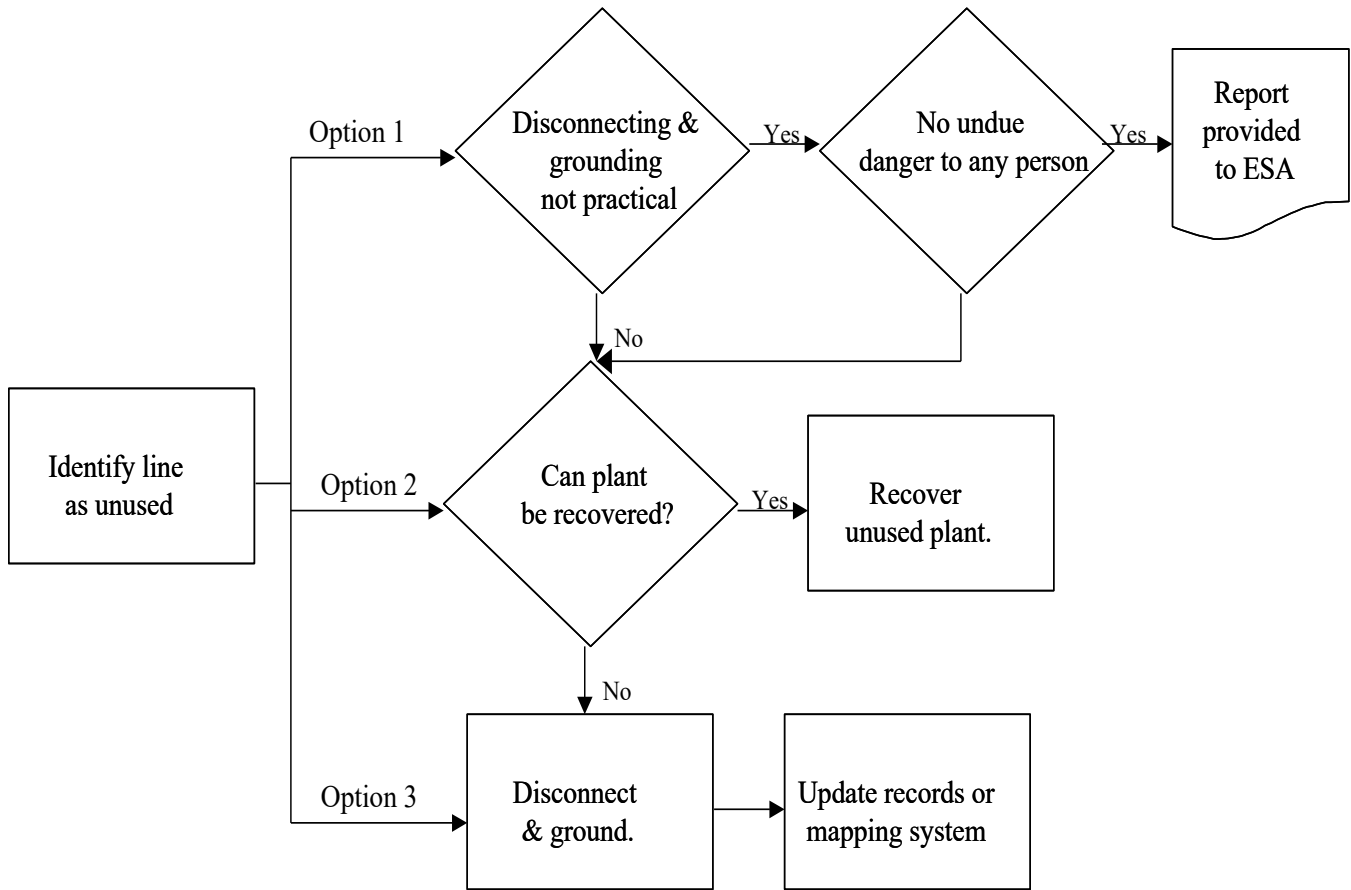 Option 1
Disconnecting &
grounding
not practical
Yes
No undue
danger to any person
Yes
Report
provided
to ESA
No
Identify line
as unused
Option 2
Can plant
be recovered?
Yes
Recover
unused plant.
No
Option 3
Disconnect
& ground.
Update records or
mapping system